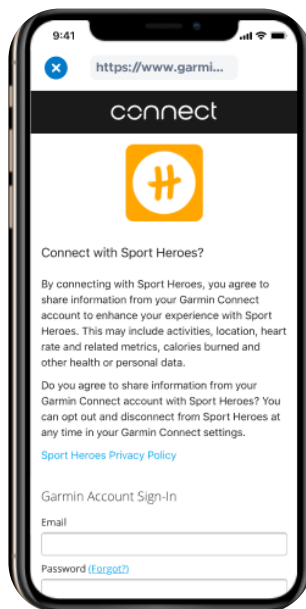 9:41
https://www.garmi...
connect
Connect with Sport Heroes?
By connecting with Sport Heroes, you agree to
share information from your Garmin Connect
account to enhance your experience with Sport
Heroes. This may include activities, location, heart
rate and related metrics, calories burned and
other health or personal data.
Do you agree to share information from your
Garmin Connect account with Sport Heroes? You
can opt out and disconnect from Sport Heroes at
any time in your Garmin Connect settings.
Sport Heroes Privacy Policy
Garmin Account Sign-In
Email
Password (Forgot?)